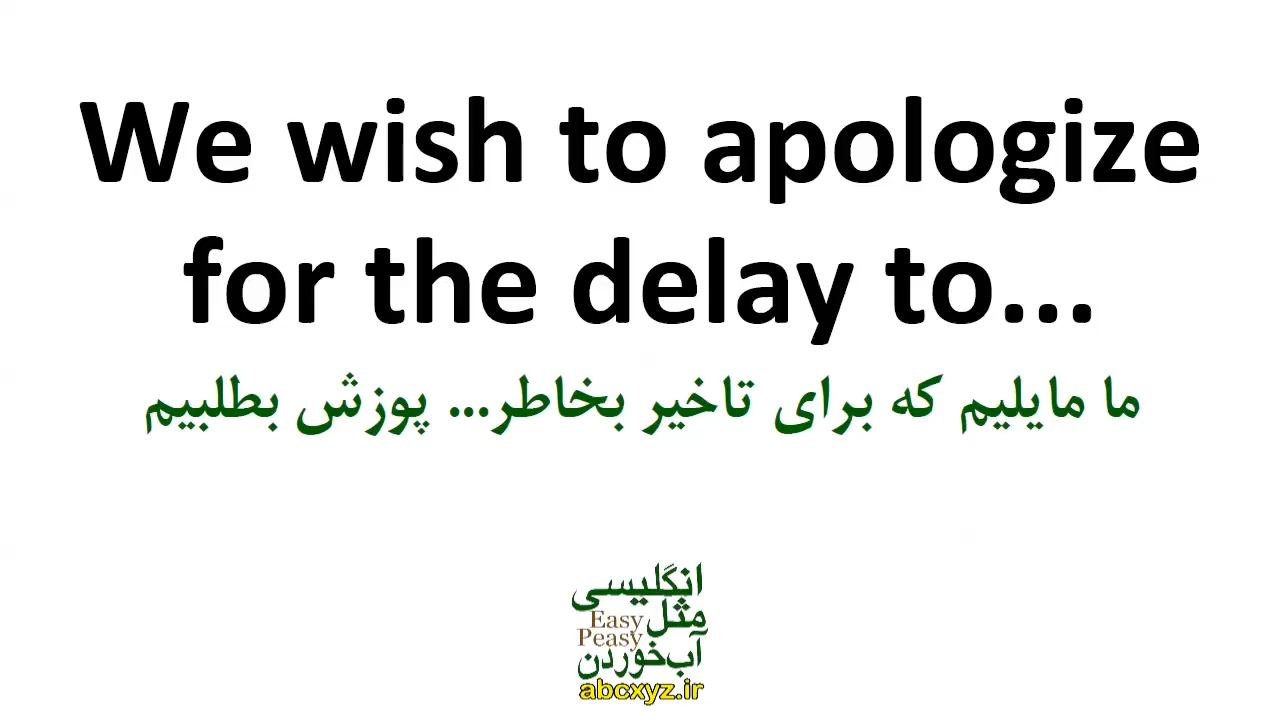 We wish to apologize
for the delay to...
ما مایلیم که برای تاخیر بخاطر... پوزش بطلبیم
انگلیسی
مثل
Easy
Peasy
آب‌خوردن
abcxyz.ir